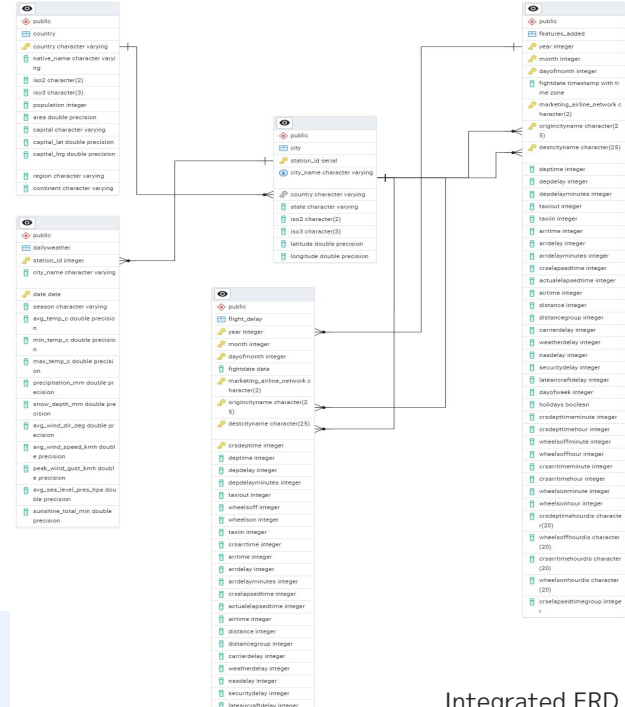 public
country
country character varying
native_name character varyi
ng
iso2 character(2)
iso3 character(3)
population integer
area double precision
capital character varying
capital_lat double precision
capital_lng double precision
region character varying
continent character varying
public
dailyweather
station_id integer
city_name character varying
date date
season character varying
avg_temp_c double precisio
n
min_temp_c double precisio
n
max_temp_c double precisi
on
precipitation_mm double pr
ecision
snow_depth_mm double pre
cision
avg_wind_dir_deg double pr
ecision
avg_wind_speed_kmh doubl
e precision
peak_wind_gust_kmh doubl
e precision
avg_sea_level_pres_hpa dou
ble precision
sunshine_total_min double
precision
public
city
station_id serial
city_name character varying
country character varying
state character varying
iso2 character(2)
iso3 character(3)
latitude double precision
longitude double precision
public
flight_delay
year integer
month integer
dayofmonth integer
fightdate date
marketing_airline_network c
haracter(2)
origincityname character(2
5)
destcityname character(25)
crsdeptime integer
deptime integer
depdelay integer
depdelayminutes integer
taxiout integer
wheelsoff integer
wheelson integer
taxiin integer
crsarrtime integer
arrtime integer
arrdelay integer
arrdelayminutes integer
crselapsedtime integer
actualelapsedtime integer
airtime integer
distance integer
distancegroup integer
carrierdelay integer
weatherdelay integer
nasdelay integer
securitydelay integer
lateaircraftdelay integer
public
features_added
year integer
month integer
dayofmonth integer
fightdate timestamp with ti
me zone
marketing_airline_network c
haracter(2)
origincityname character(2
5)
destcityname character(25)
deptime integer
depdelay integer
depdelayminutes integer
taxiout integer
taxiin integer
arrtime integer
arrdelay integer
arrdelayminutes integer
crselapsedtime integer
actualelapsedtime integer
airtime integer
distance integer
distancegroup integer
carrierdelay integer
weatherdelay integer
nasdelay integer
securitydelay integer
lateaircraftdelay integer
dayofweek integer
holidays boolean
crsdepttimeminute integer
crsdepttimehour integer
wheelsoffminute integer
wheelsoffhour integer
crsarrtimeminute integer
crsarrtimehour integer
wheelsonminute integer
wheelsonhour integer
crsdeptimehourdis characte
r(20)
wheelsoffhourdis character
(20)
crsarrtimehourdis character
(20)
wheelsonhourdis character
(20)
crselapsedtimegroup intege
r
Integrated ERD